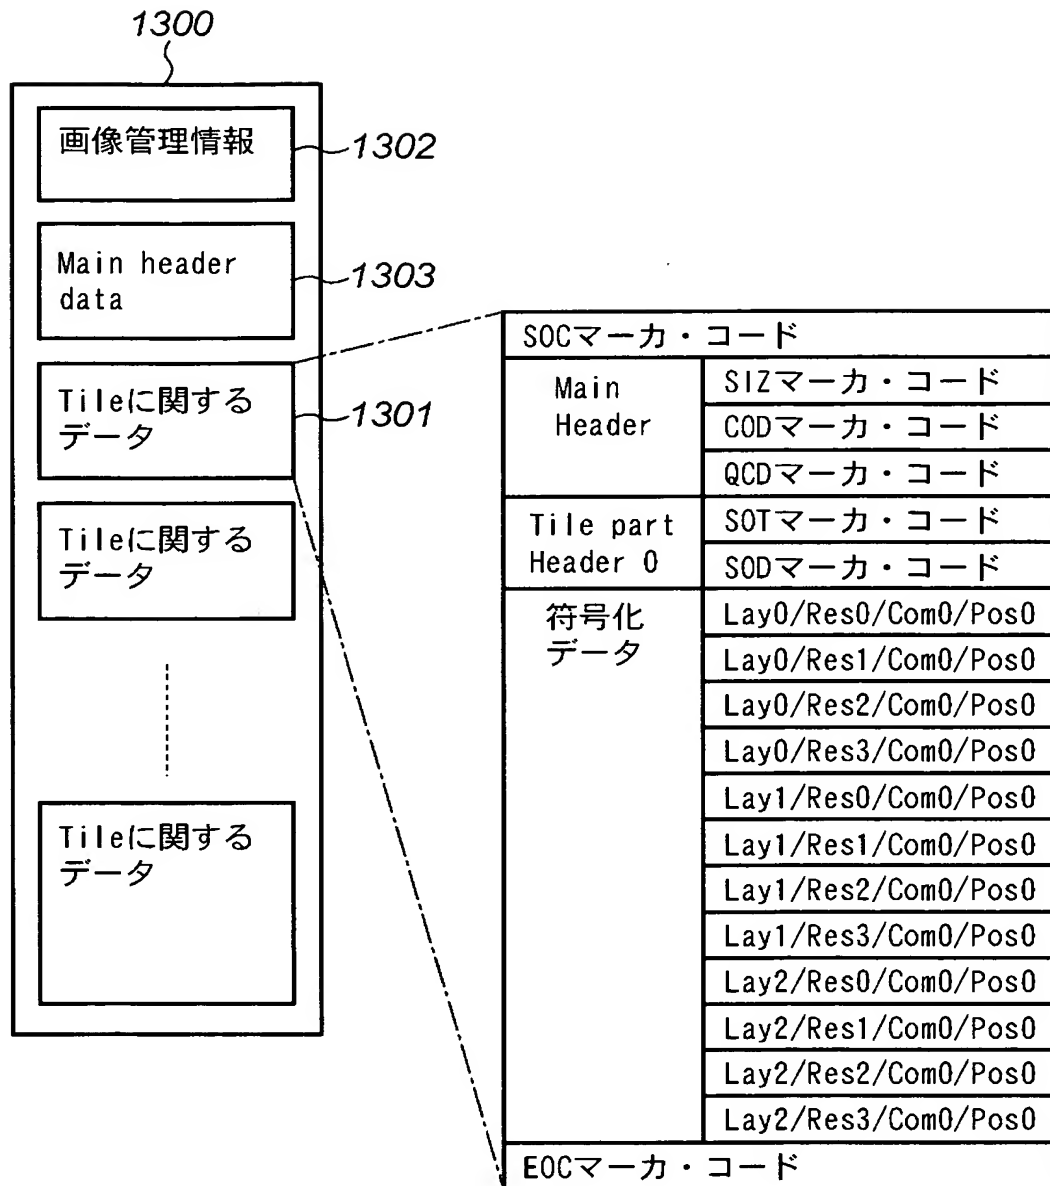 1300
画像管理情報
1302
Main header
data
1303
Tileに関する
データ
1301
Tileに関する
データ
Tileに関する
データ
SOCマーカ・コード
Main
Header
SIZマーカ・コード
CODマーカ・コード
QCDマーカ・コード
Tile part
Header 0
SOTマーカ・コード
SODマーカ・コード
符号化
データ
Lay0/Res0/Com0/Pos0
Lay0/Res1/Com0/Pos0
Lay0/Res2/Com0/Pos0
Lay0/Res3/Com0/Pos0
Lay1/Res0/Com0/Pos0
Lay1/Res1/Com0/Pos0
Lay1/Res2/Com0/Pos0
Lay1/Res3/Com0/Pos0
Lay2/Res0/Com0/Pos0
Lay2/Res1/Com0/Pos0
Lay2/Res2/Com0/Pos0
Lay2/Res3/Com0/Pos0
EOCマーカ・コード